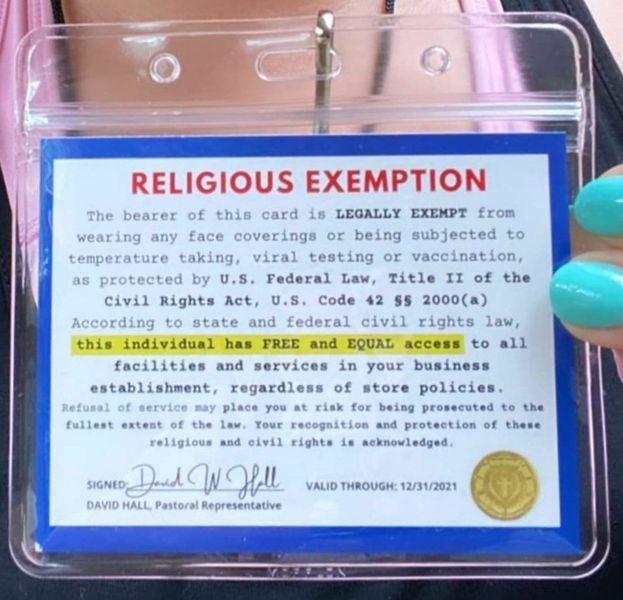 RELIGIOUS EXEMPTION
The bearer of this card is LEGALLY EXEMPT from
wearing any face coverings or being subjected to
temperature taking, viral testing or vaccination,
as protected by U.S. Federal Law, Title II of the
Civil Rights Act, U.S. Code 42 §§ 2000(a)
According to state and federal civil rights law,
this individual has FREE and EQUAL access to all
facilities and services in your business
establishment, regardless of store policies.
Refusal of service may place you at risk for being prosecuted to the
fullest extent of the law. Your recognition and protection of these
religious and civil rights is acknowledged.
SIGNED: David W Hall VALID THROUGH: 12/31/2021
DAVID HALL, Pastoral Representative